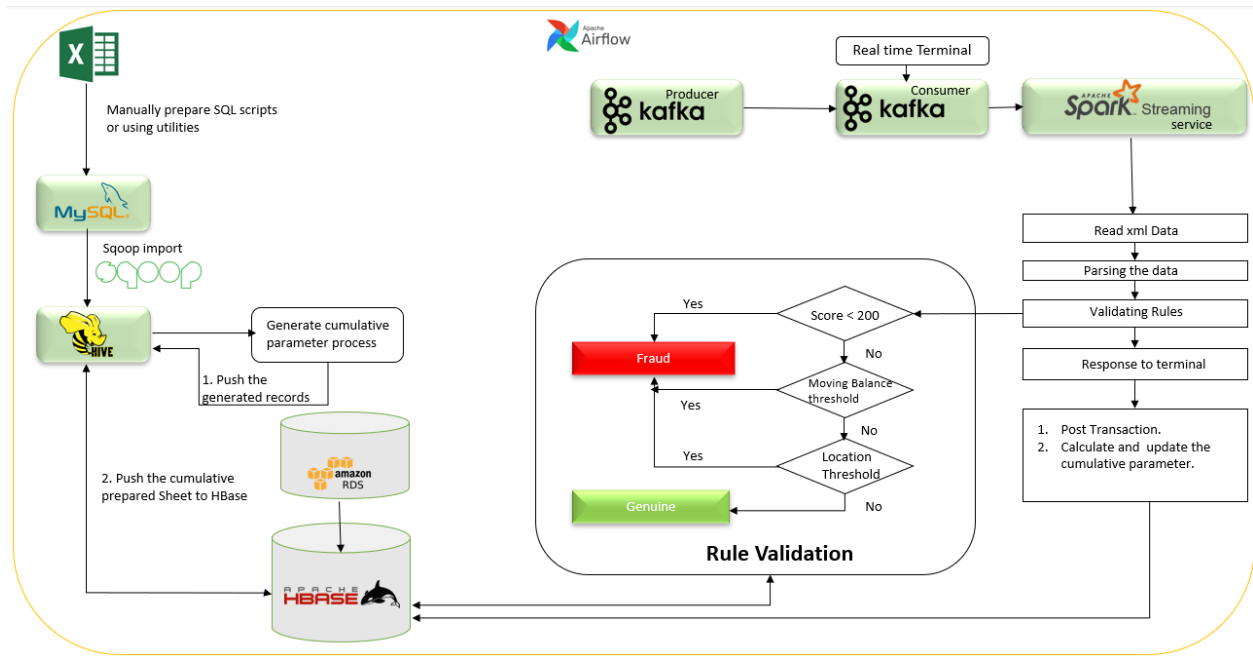 Apache
Airflow
X
Manually prepare SQL scripts
or using utilities
MySQL
Sqoop import
sqoop
HIVE
Generate cumulative
parameter process
1. Push the
generated records
2. Push the cumulative
prepared Sheet to HBase
amazon
RDS
APACHE
HBASE
Real time Terminal
Producer
kafka
Consumer
kafka
APACHE
Spark Streaming
service
Read xml Data
Parsing the data
Validating Rules
Response to terminal
1. Post Transaction.
2. Calculate and update the
cumulative parameter.
Score < 200
Yes
No
Fraud
Moving Balance
threshold
Yes
No
Location
Threshold
Yes
No
Genuine
Rule Validation